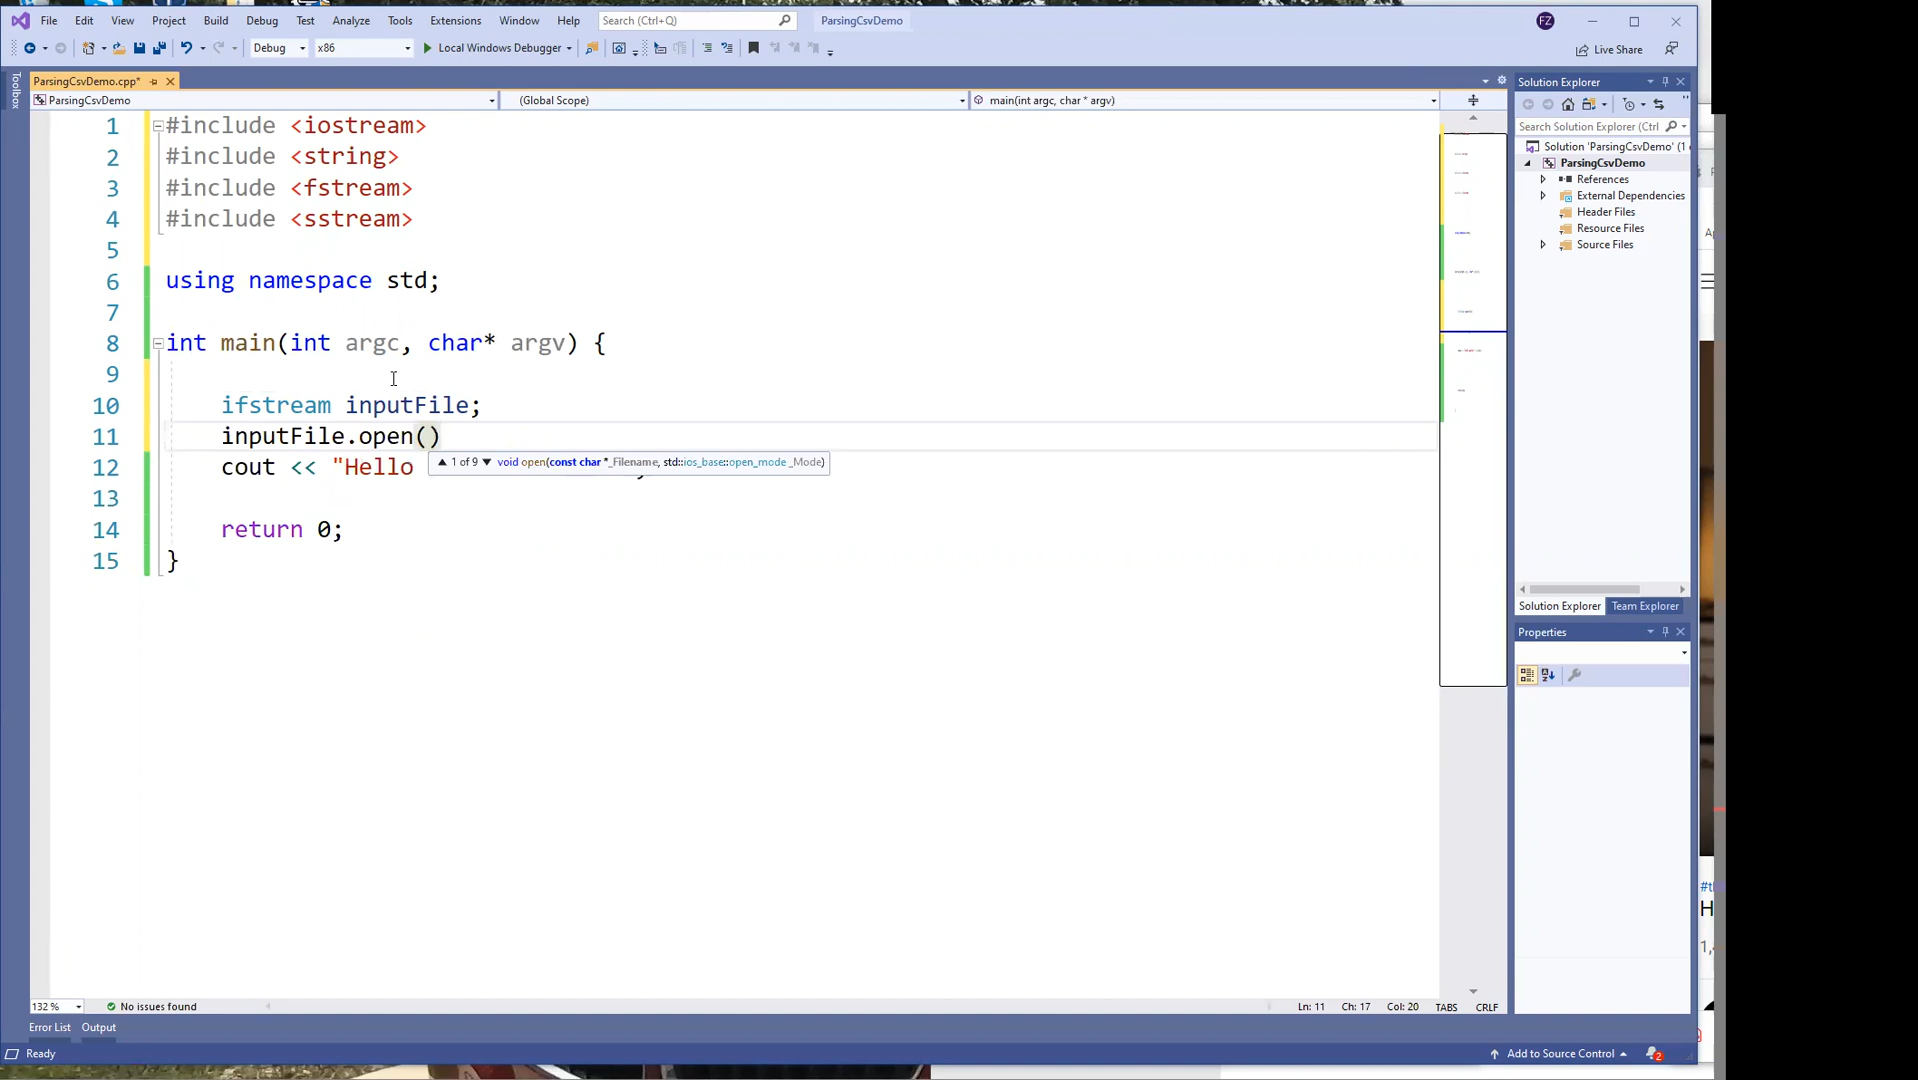 File Edit View Project Build Debug Test Analyze Tools Extensions Window Help Search (Ctrl+Q) ParsingCsvDemo FZ
Debug x86 Local Windows Debugger Live Share
Toolbox
ParsingCsvDemo.cpp*
ParsingCsvDemo (Global Scope) main(int argc, char * argv)
1 #include <iostream>
2 #include <string>
3 #include <fstream>
4 #include <sstream>
5
6 using namespace std;
7
8 int main(int argc, char* argv) {
9
10 ifstream inputFile;
11 inputFile.open()
12 cout << "Hello
1 of 9 void open(const char *_Filename, std::ios_base::open_mode _Mode)
13
14 return 0;
15 }
132 % No issues found Ln: 11 Ch: 17 Col: 20 TABS CRLF
Error List Output
Ready Add to Source Control 2
Solution Explorer
Search Solution Explorer (Ctrl
Solution 'ParsingCsvDemo' (1
ParsingCsvDemo
References
External Dependencies
Header Files
Resource Files
Source Files
Solution Explorer Team Explorer
Properties
#t
H
1,